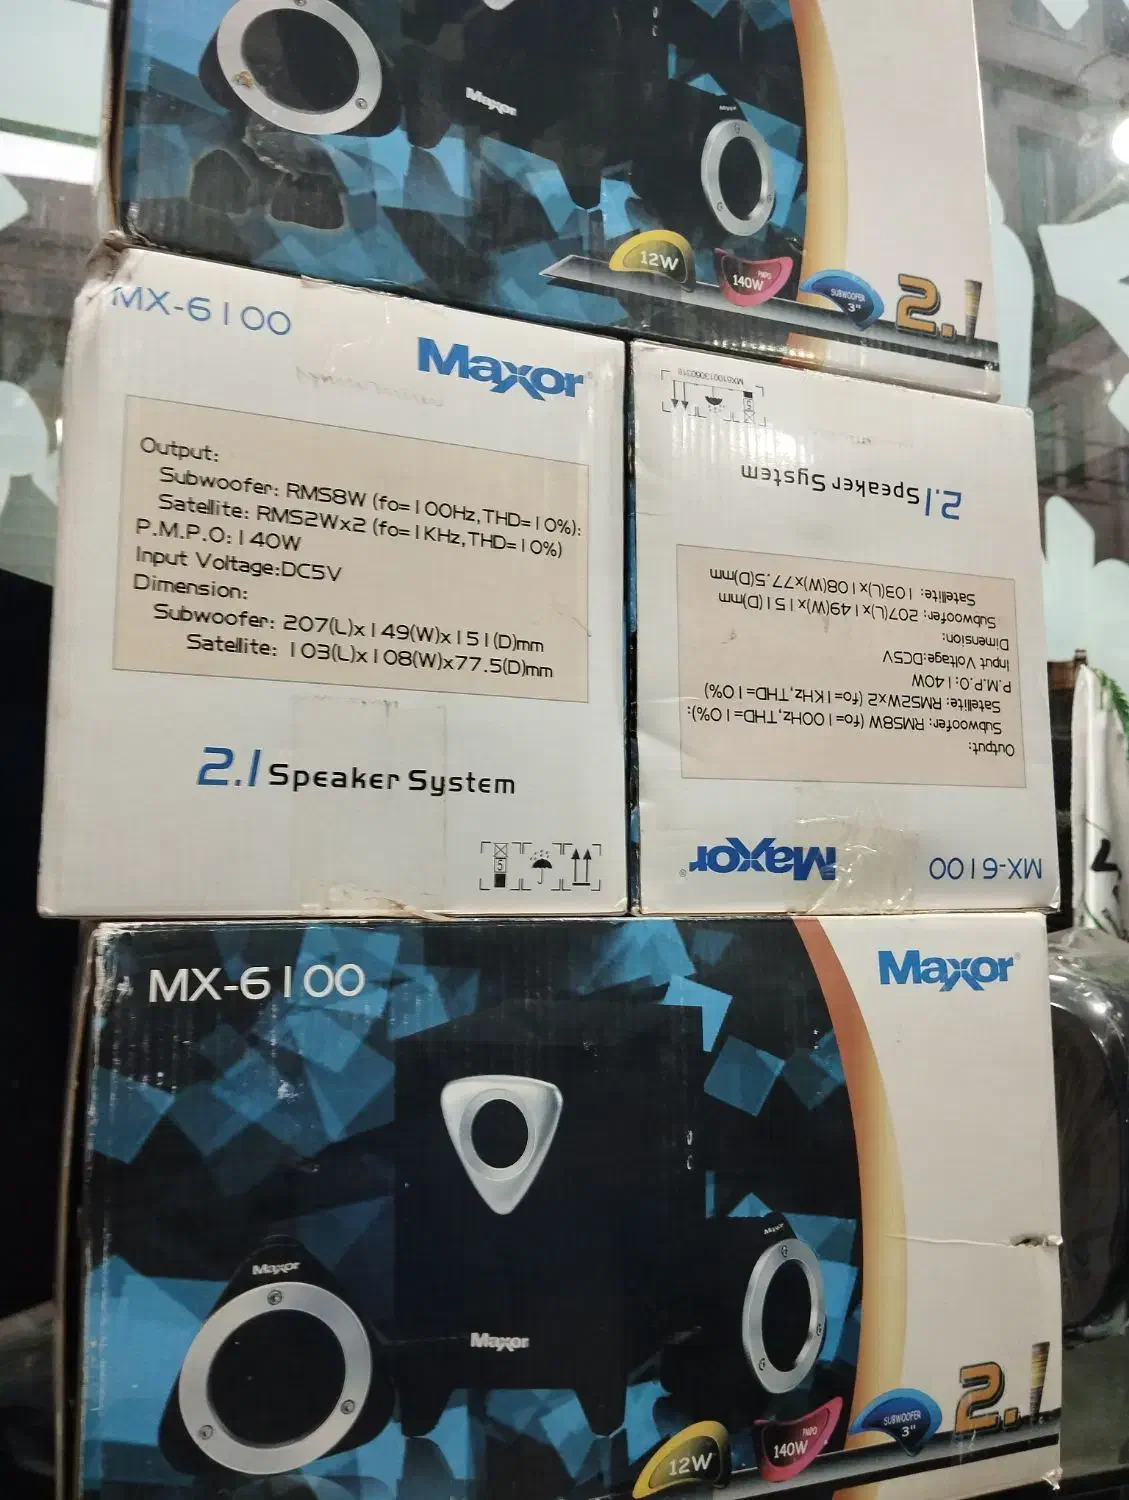 Maxor
Maxor
12W
140W
PMPO
SUBWOOFER
3"
2.1
MX-6100
Maxor®
Output:
Subwoofer: RMS8W (fo=100Hz,THD=10%):
Satellite: RMS2Wx2 (fo=1KHz,THD=10%)
P.M.P.O:140W
Input Voltage:DC5V
Dimension:
Subwoofer: 207(L)x149(W)x151(D)mm
Satellite: 103(L)x108(W)x77.5(D)mm
2.1 Speaker System
5
MX-6100
Maxor®
Output:
Subwoofer: RMS8W (fo=100Hz,THD=10%):
Satellite: RMS2Wx2 (fo=1KHz,THD=10%)
P.M.P.O:140W
Input Voltage:DC5V
Dimension:
Subwoofer: 207(L)x149(W)x151(D)mm
Satellite: 103(L)x108(W)x77.5(D)mm
2.1 Speaker System
5
MX-6100
Maxor®
Maxor
Maxor
Maxor
12W
140W
PMPO
SUBWOOFER
3"
2.1